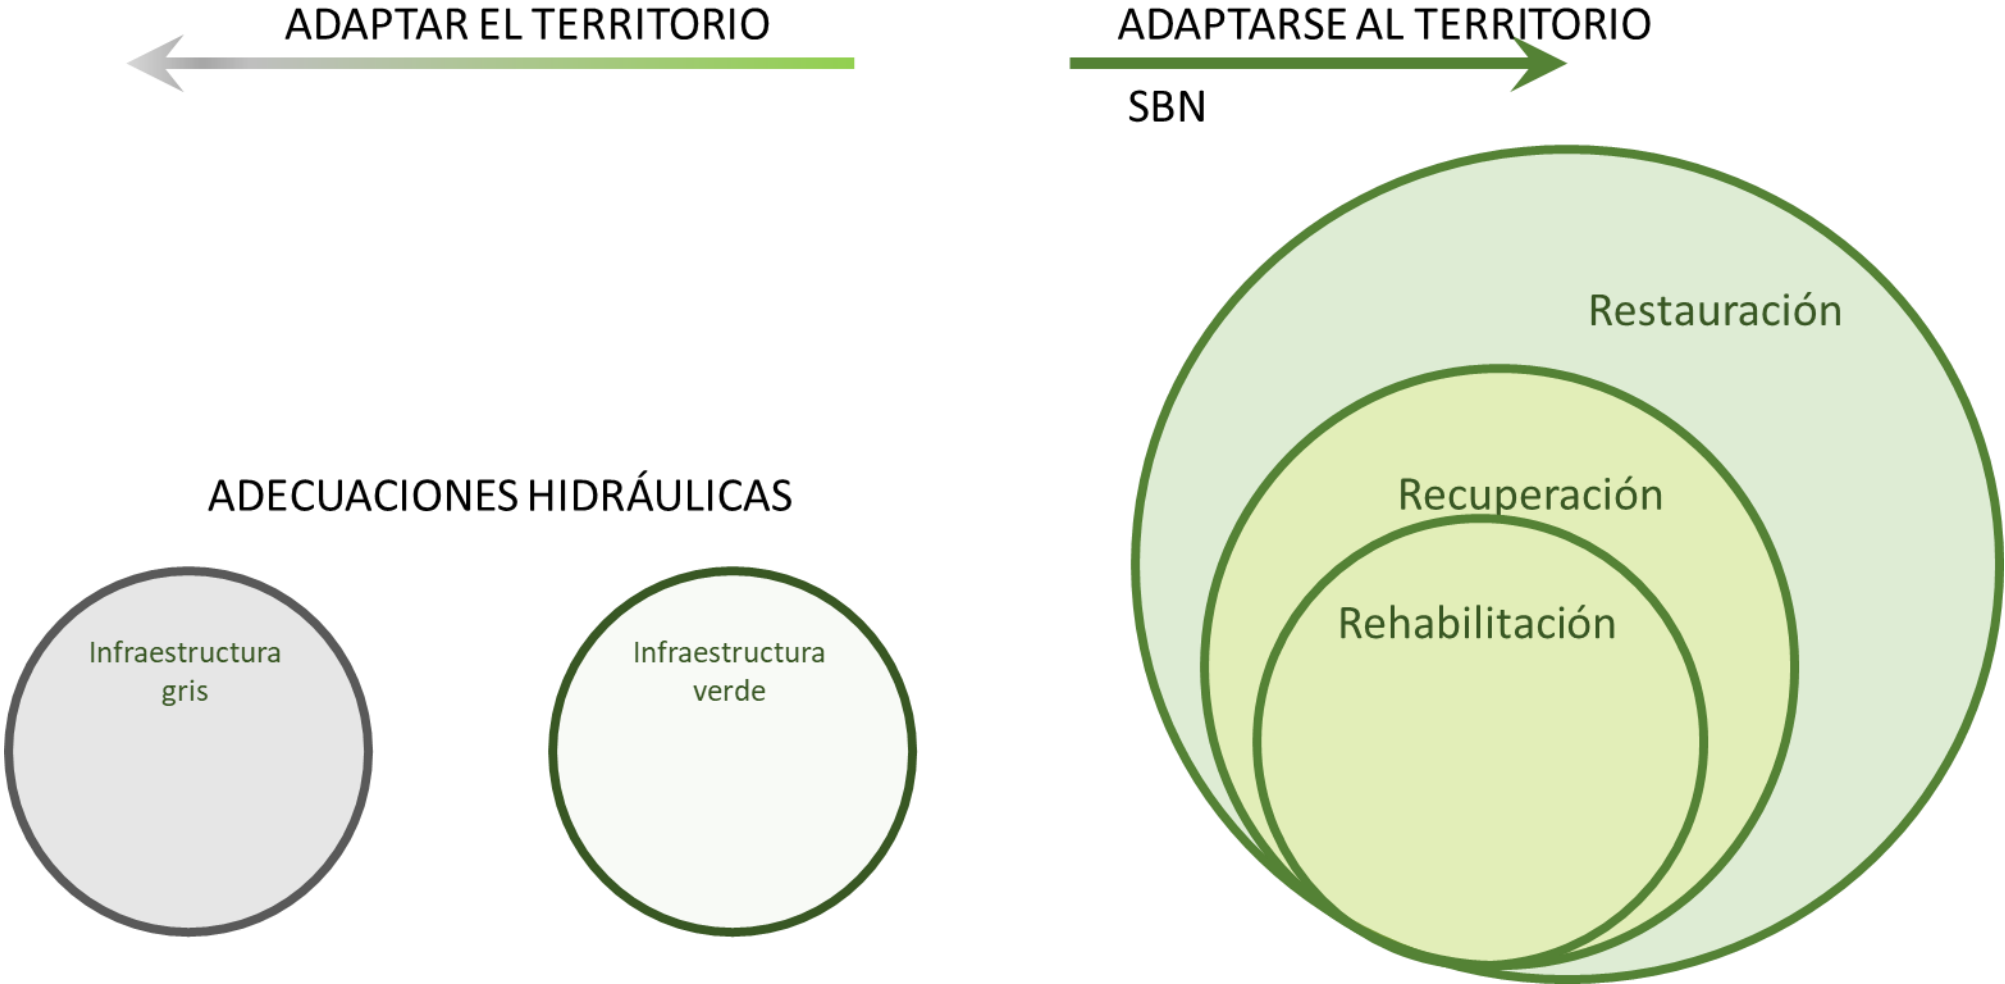 ADAPTAR EL TERRITORIO
ADAPTARSE AL TERRITORIO
SBN
Restauración
Recuperación
Rehabilitación
ADECUACIONES HIDRÁULICAS
Infraestructura
gris
Infraestructura
verde